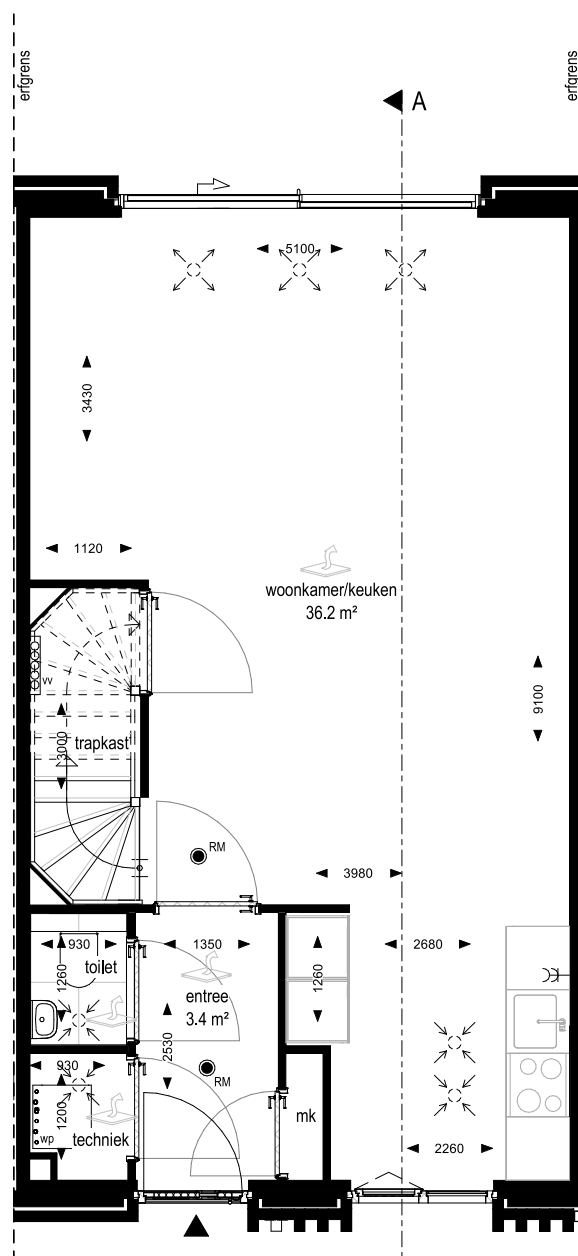 erfgrens
erfgrens
A
5100
3430
1120
woonkamer/keuken
36.2 m²
vv
9100
3000
trapkast
RM
3980
930
1350
2680
1260
toilet
entree
3.4 m²
1260
2530
930
RM
1200
wp
techniek
mk
2260